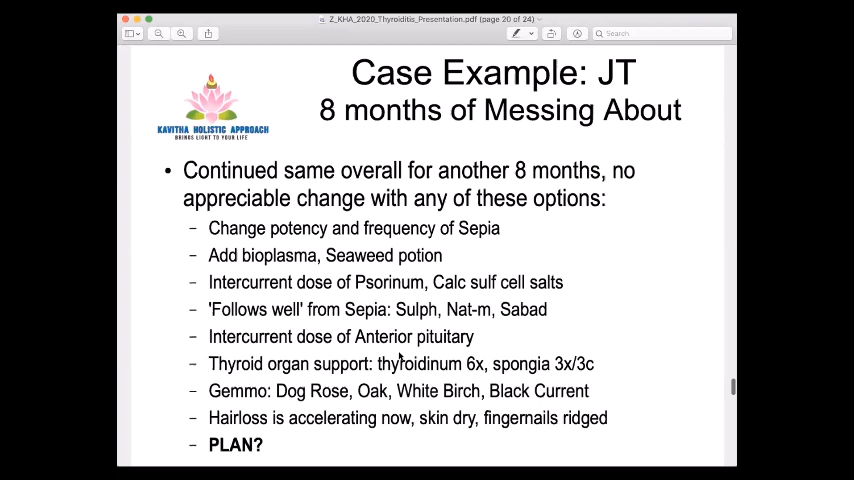 Z_KHA_2020_Thyroiditis_Presentation.pdf (page 20 of 24)
Search
Case Example: JT
8 months of Messing About
KAVITHA HOLISTIC APPROACH
BRINGS LIGHT TO YOUR LIFE
• Continued same overall for another 8 months, no
appreciable change with any of these options:
– Change potency and frequency of Sepia
– Add bioplasma, Seaweed potion
– Intercurrent dose of Psorinum, Calc sulf cell salts
– 'Follows well' from Sepia: Sulph, Nat-m, Sabad
– Intercurrent dose of Anterior pituitary
– Thyroid organ support: thyroidinum 6x, spongia 3x/3c
– Gemmo: Dog Rose, Oak, White Birch, Black Current
– Hairloss is accelerating now, skin dry, fingernails ridged
– PLAN?